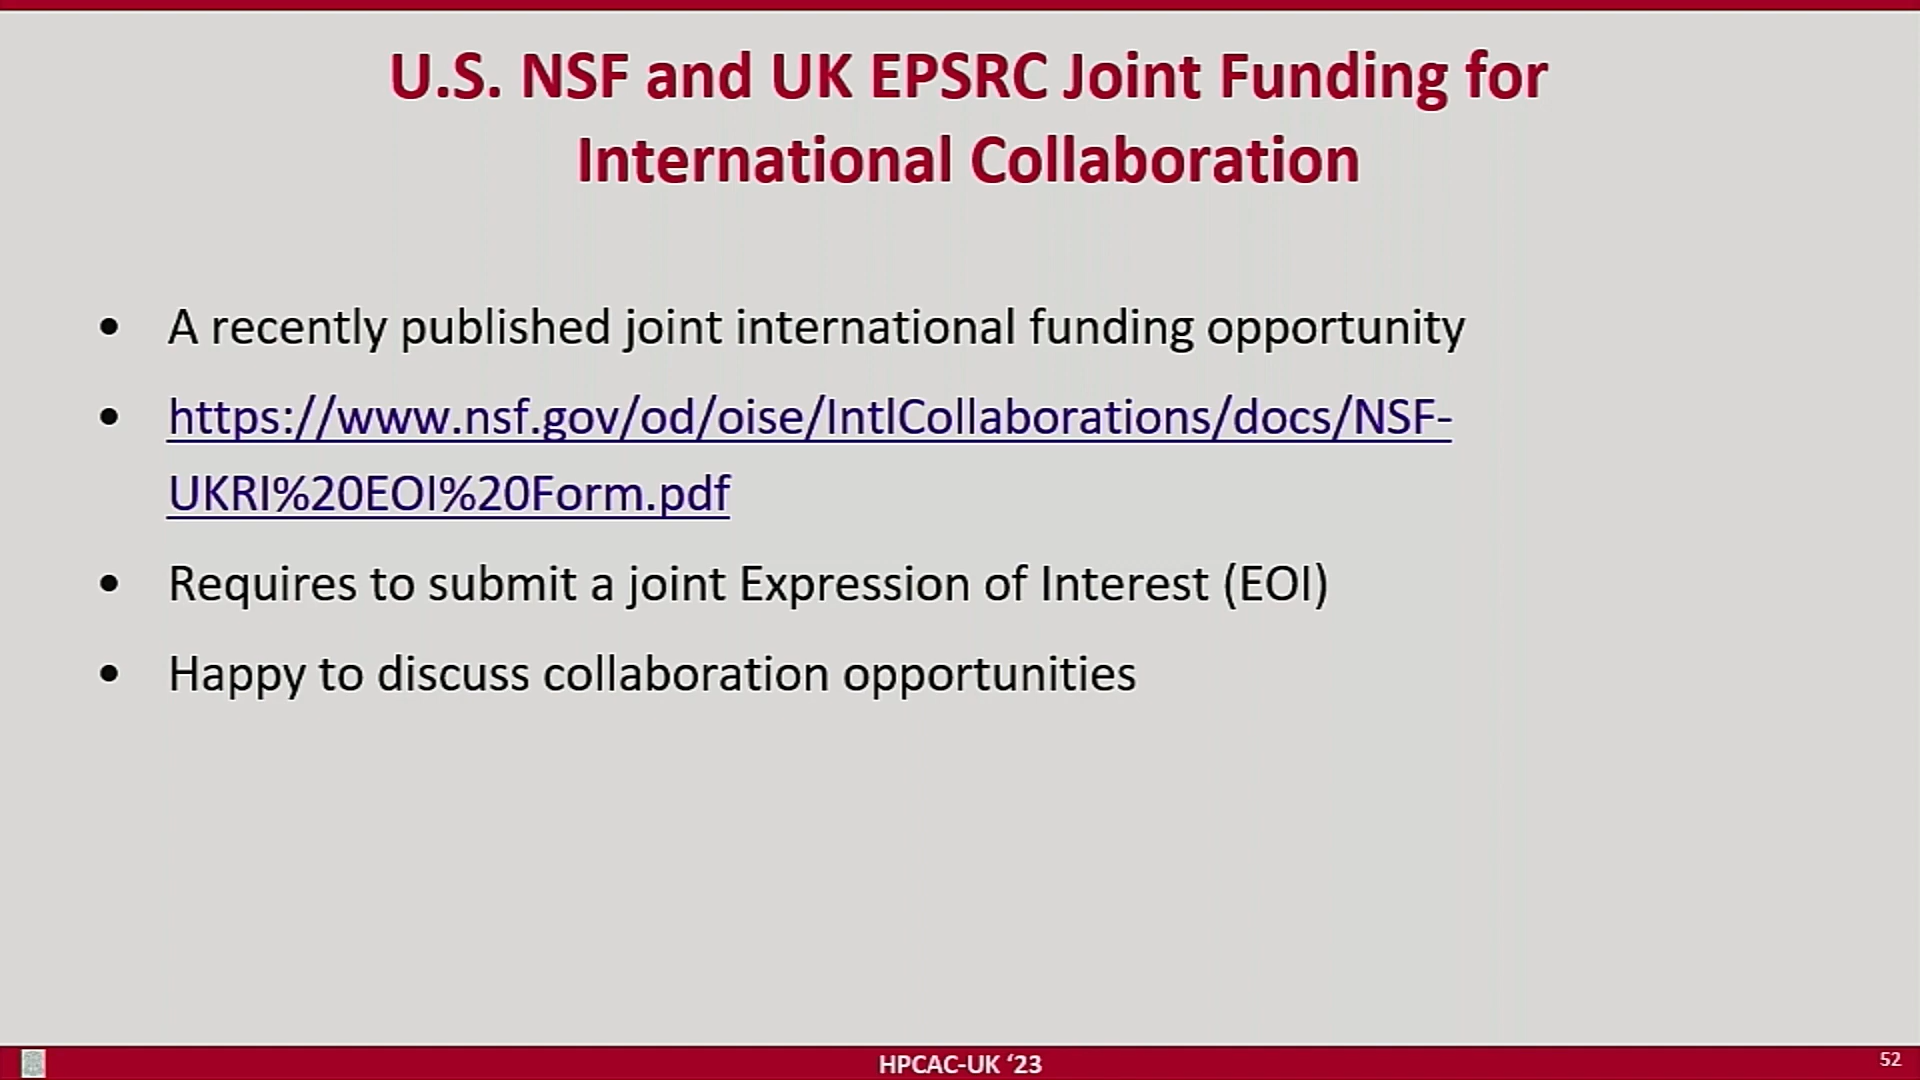 U.S. NSF and UK EPSRC Joint Funding for
International Collaboration
• A recently published joint international funding opportunity
• https://www.nsf.gov/od/oise/IntlCollaborations/docs/NSF-
UKRI%20EOI%20Form.pdf
• Requires to submit a joint Expression of Interest (EOI)
• Happy to discuss collaboration opportunities
HPCAC-UK ‘23
52